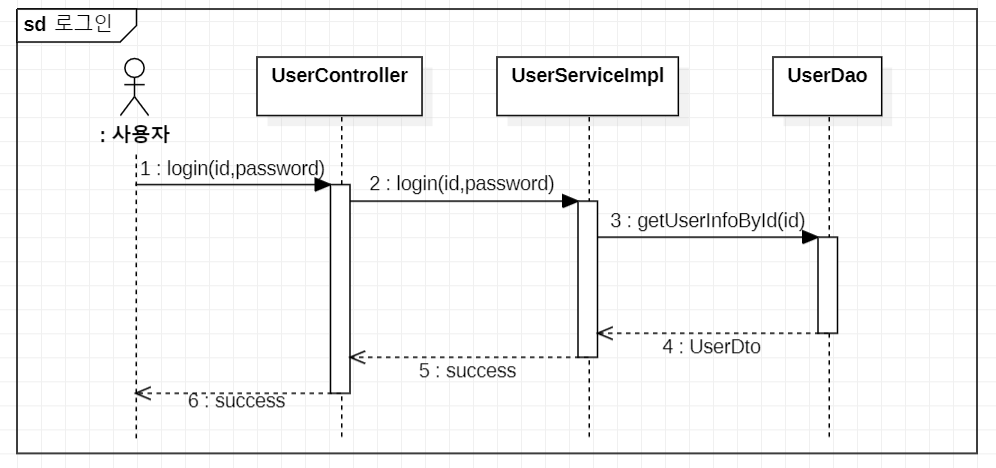 sd 로그인
UserController
UserServiceImpl
UserDao
: 사용자
1 : login(id,password)
2 : login(id,password)
3 : getUserInfoById(id)
4 : UserDto
5 : success
6 : success